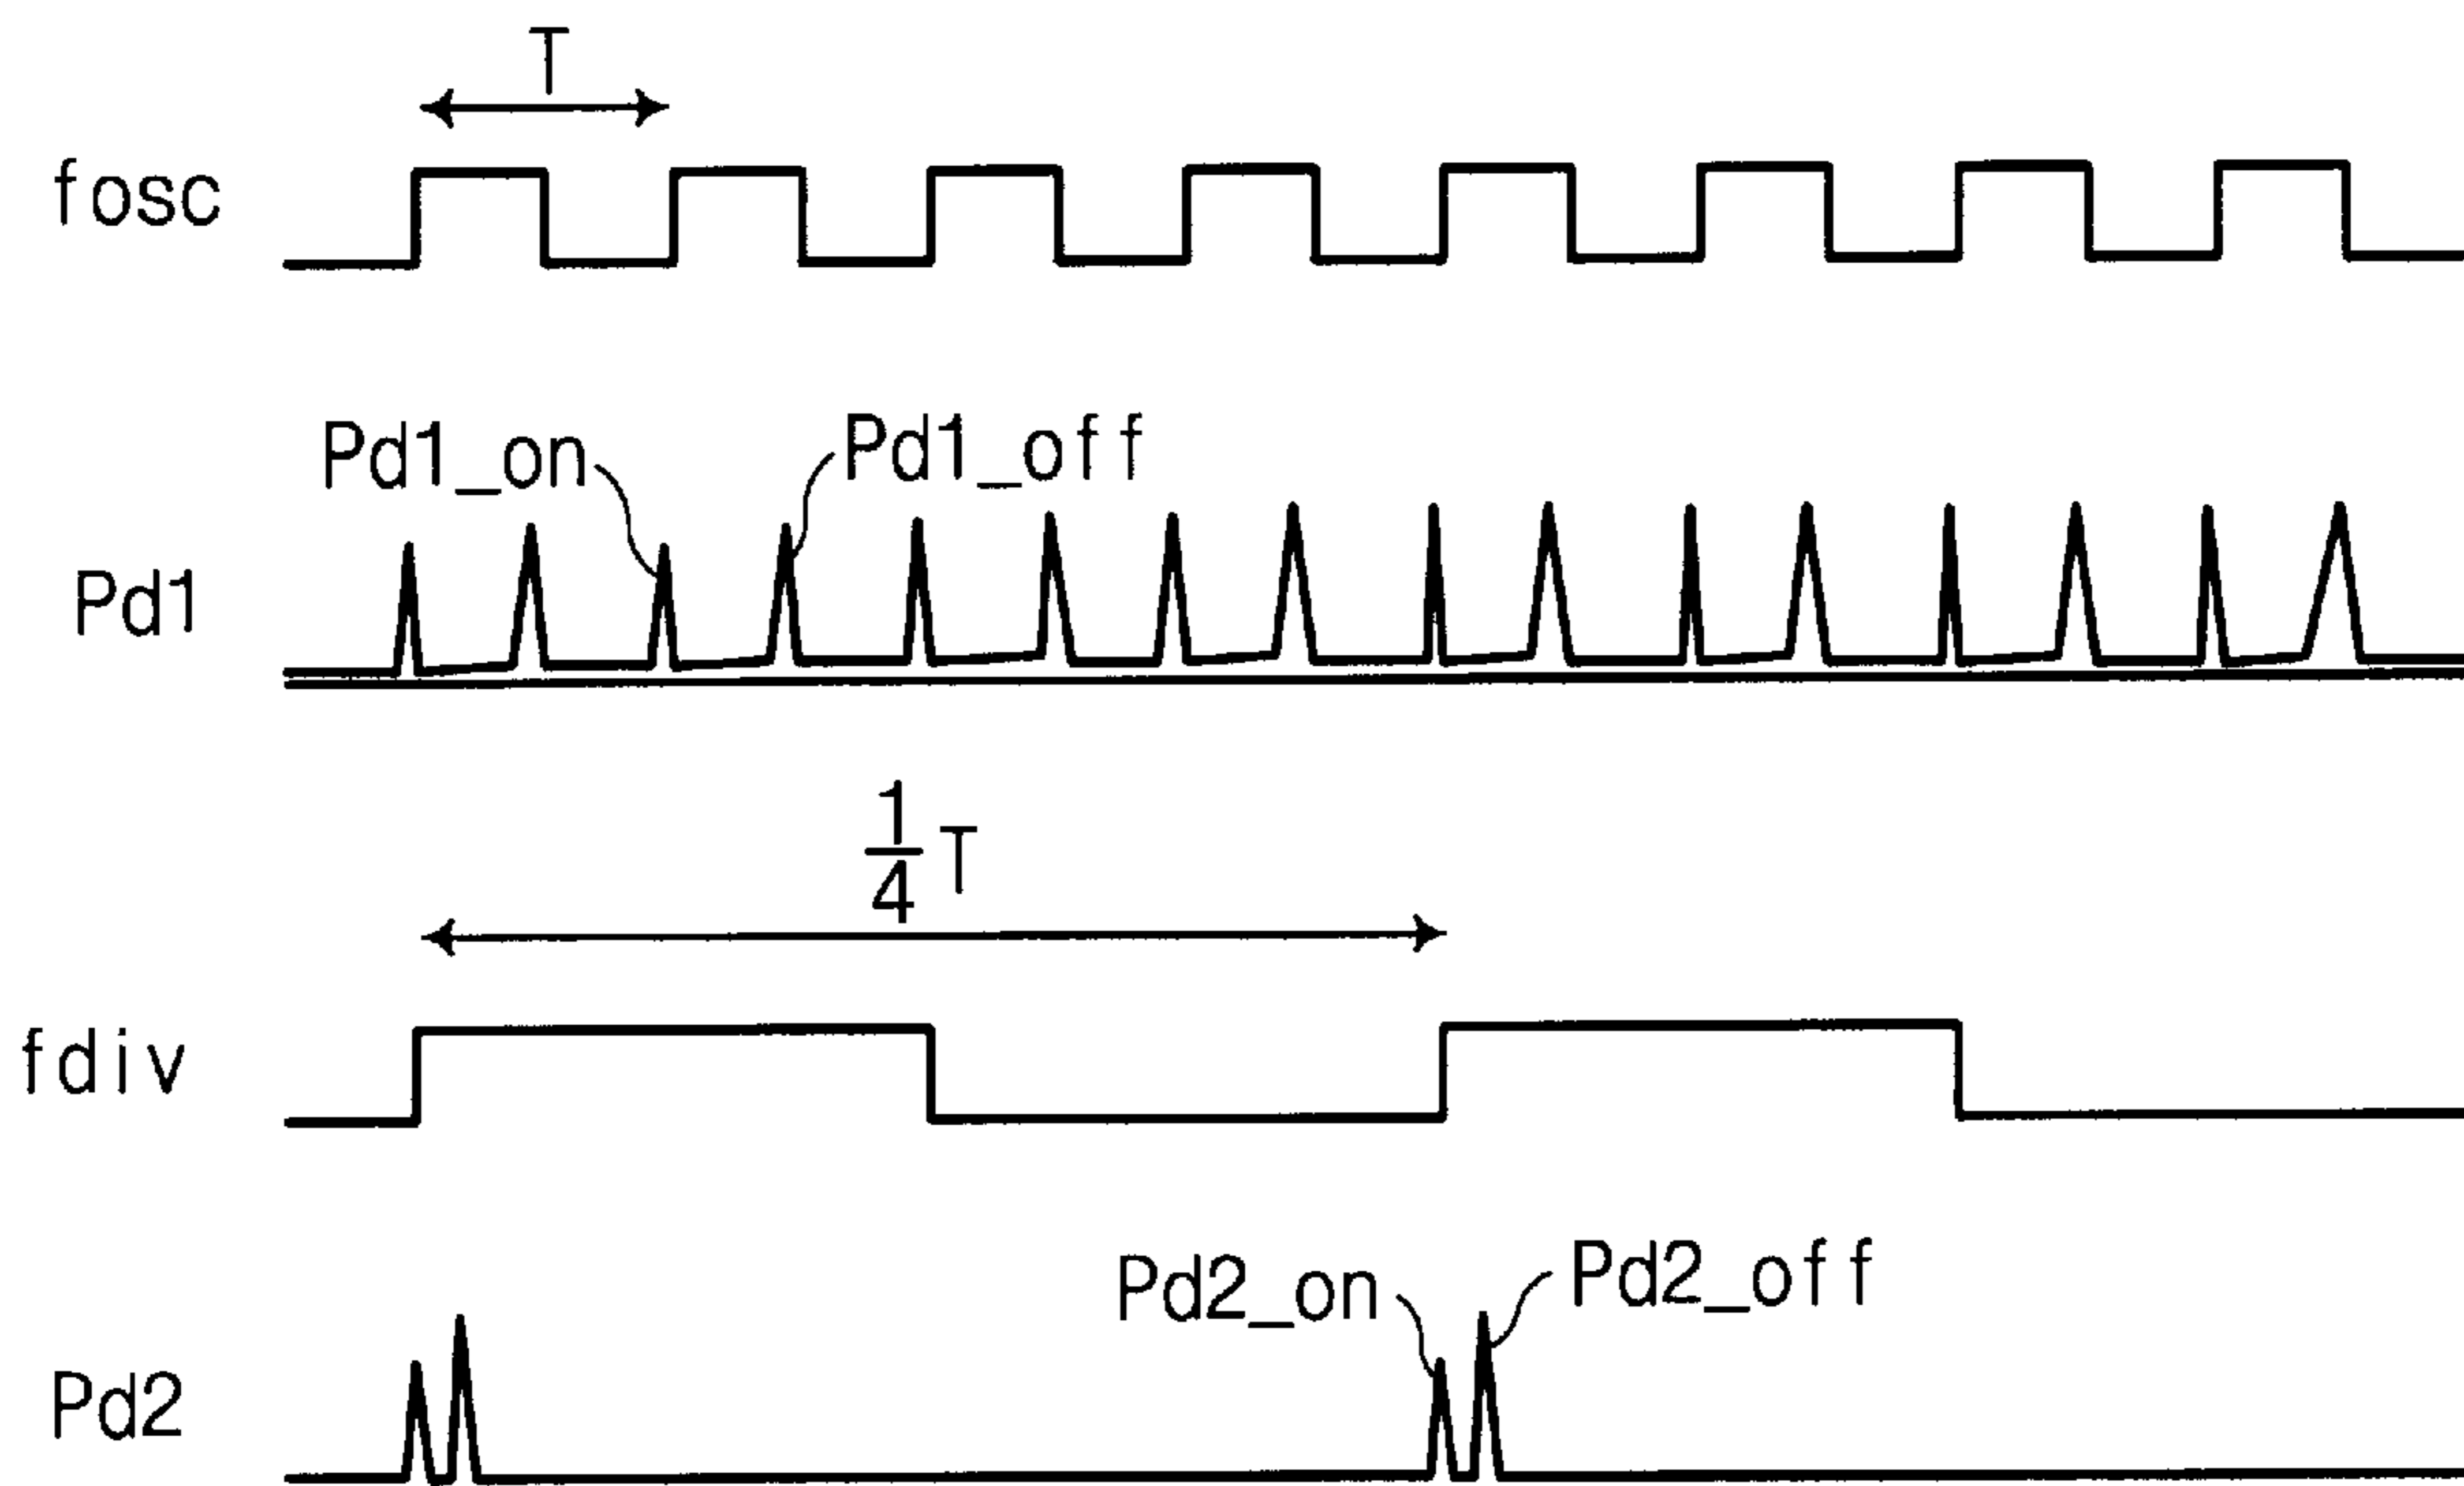 T
fosc
Pd1_on
Pd1_off
Pd1
1/4 T
fdiv
Pd2_on
Pd2_off
Pd2